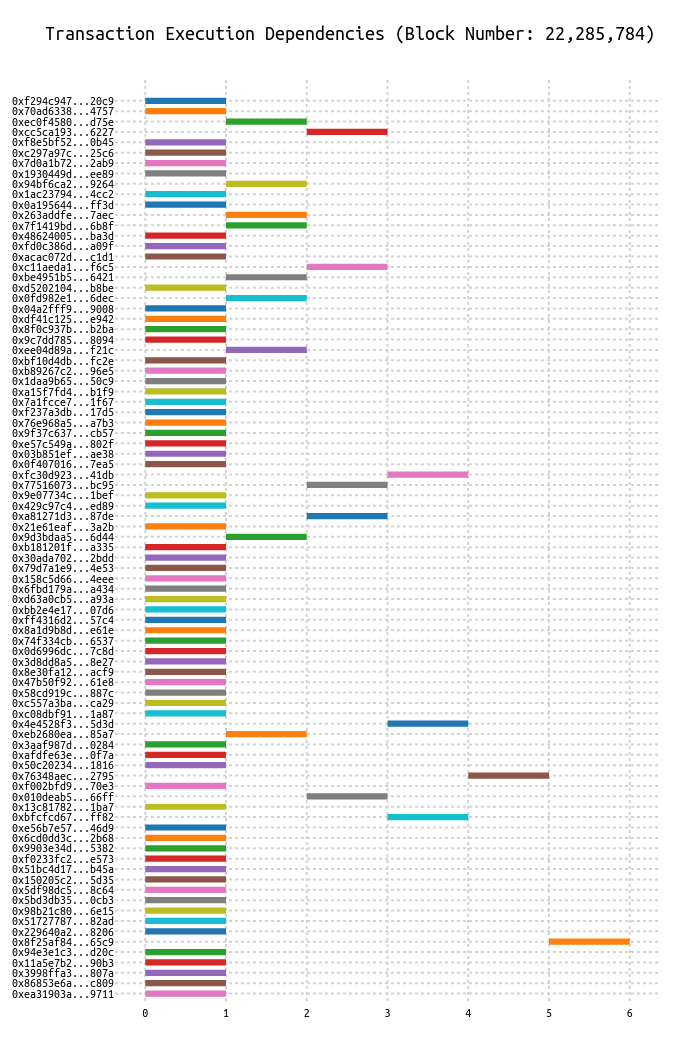 Transaction Execution Dependencies (Block Number: 22,285,784)
0xf294c947...20c9
0x70ad6338...4757
0xec0f4580...d75e
0xcc5ca193...6227
0xf8e5bf52...0b45
0xc297a97c...25c6
0x7d0a1b72...2ab9
0x1930449d...ee89
0x94bf6ca2...9264
0x1ac23794...4cc2
0x0a195644...ff3d
0x263addfe...7aec
0x7f1419bd...6b8f
0x48624005...ba3d
0xfd0c386d...a09f
0xacac072d...c1d1
0xc11aeda1...f6c5
0xbe4951b5...6421
0xd5202104...b8be
0x0fd982e1...6dec
0x04a2fff9...9008
0xdf41c125...e942
0x8f0c937b...b2ba
0x9c7dd785...8094
0xee04d89a...f21c
0xbf10d4db...fc2e
0xb89267c2...96e5
0x1daa9b65...50c9
0xa15f7fd4...b1f9
0x7a1fcce7...1f67
0xf237a3db...17d5
0x76e968a5...a7b3
0x9f37c637...cb57
0xe57c549a...802f
0x03b851ef...ae38
0x0f407016...7ea5
0xfc30d923...41db
0x77516073...bc95
0x9e07734c...1bef
0x429c97c4...ed89
0xa81271d3...87de
0x21e61eaf...3a2b
0x9d3bdaa5...6d44
0xb181201f...a335
0x30ada702...2bdd
0x79d7a1e9...4e53
0x158c5d66...4eee
0x6fbd179a...a434
0xd63a0cb5...a93a
0xbb2e4e17...07d6
0xff4316d2...57c4
0x8a1d9b8d...e61e
0x74f334cb...6537
0x0d6996dc...7c8d
0x3d8dd8a5...8e27
0x8e30fa12...acf9
0x47b50f92...61e8
0x58cd919c...887c
0xc557a3ba...ca29
0xc08dbf91...1a87
0x4e4528f3...5d3d
0xeb2680ea...85a7
0x3aaf987d...0284
0xafdfe63e...0f7a
0x50c20234...1816
0x76348aec...2795
0xf002bfd9...70e3
0x010deab5...66ff
0x13c81782...1ba7
0xbfcfcd67...ff82
0xe56b7e57...46d9
0x6cd0dd3c...2b68
0x9903e34d...5382
0xf0233fc2...e573
0x51bc4d17...b45a
0x150205c2...5d35
0x5df98dc5...8c64
0x5bd3db35...0cb3
0x98b21c80...6e15
0x51727787...82ad
0x229640a2...8206
0x8f25af84...65c9
0x94e3e1c3...d20c
0x11a5e7b2...90b3
0x3998ffa3...807a
0x86853e6a...c809
0xea31903a...9711
0 1 2 3 4 5 6